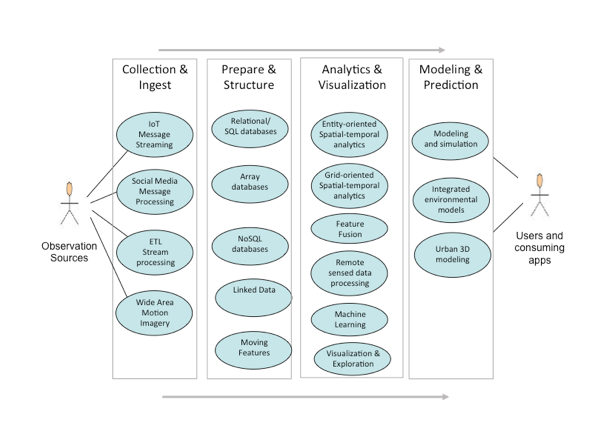 Collection &
Ingest
IoT
Message
Streaming
Social Media
Message
Processing
ETL
Stream
processing
Wide Area
Motion
Imagery
Prepare &
Structure
Relational/
SQL databases
Array
databases
NoSQL
databases
Linked Data
Moving
Features
Analytics &
Visualization
Entity-oriented
Spatial-temporal
analytics
Grid-oriented
Spatial-temporal
analytics
Feature
Fusion
Remote
sensed data
processing
Machine
Learning
Visualization &
Exploration
Modeling &
Prediction
Modeling
and simulation
Integrated
environmental
models
Urban 3D
modeling
Observation
Sources
Users and
consuming
apps